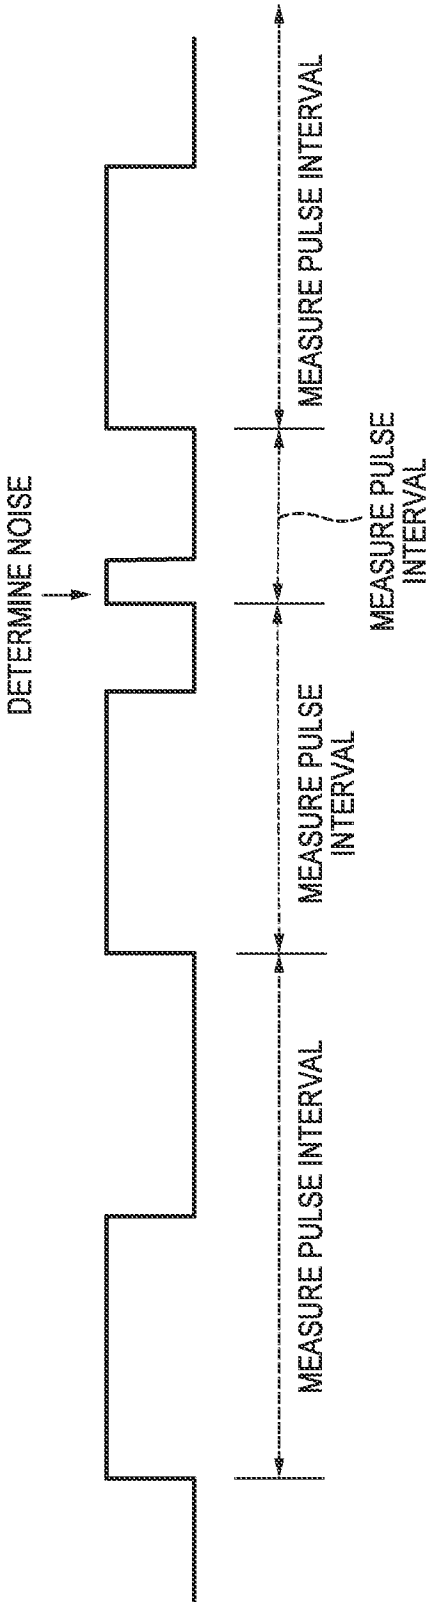 DETERMINE NOISE
MEASURE PULSE INTERVAL
MEASURE PULSE
INTERVAL
MEASURE PULSE
INTERVAL
MEASURE PULSE INTERVAL